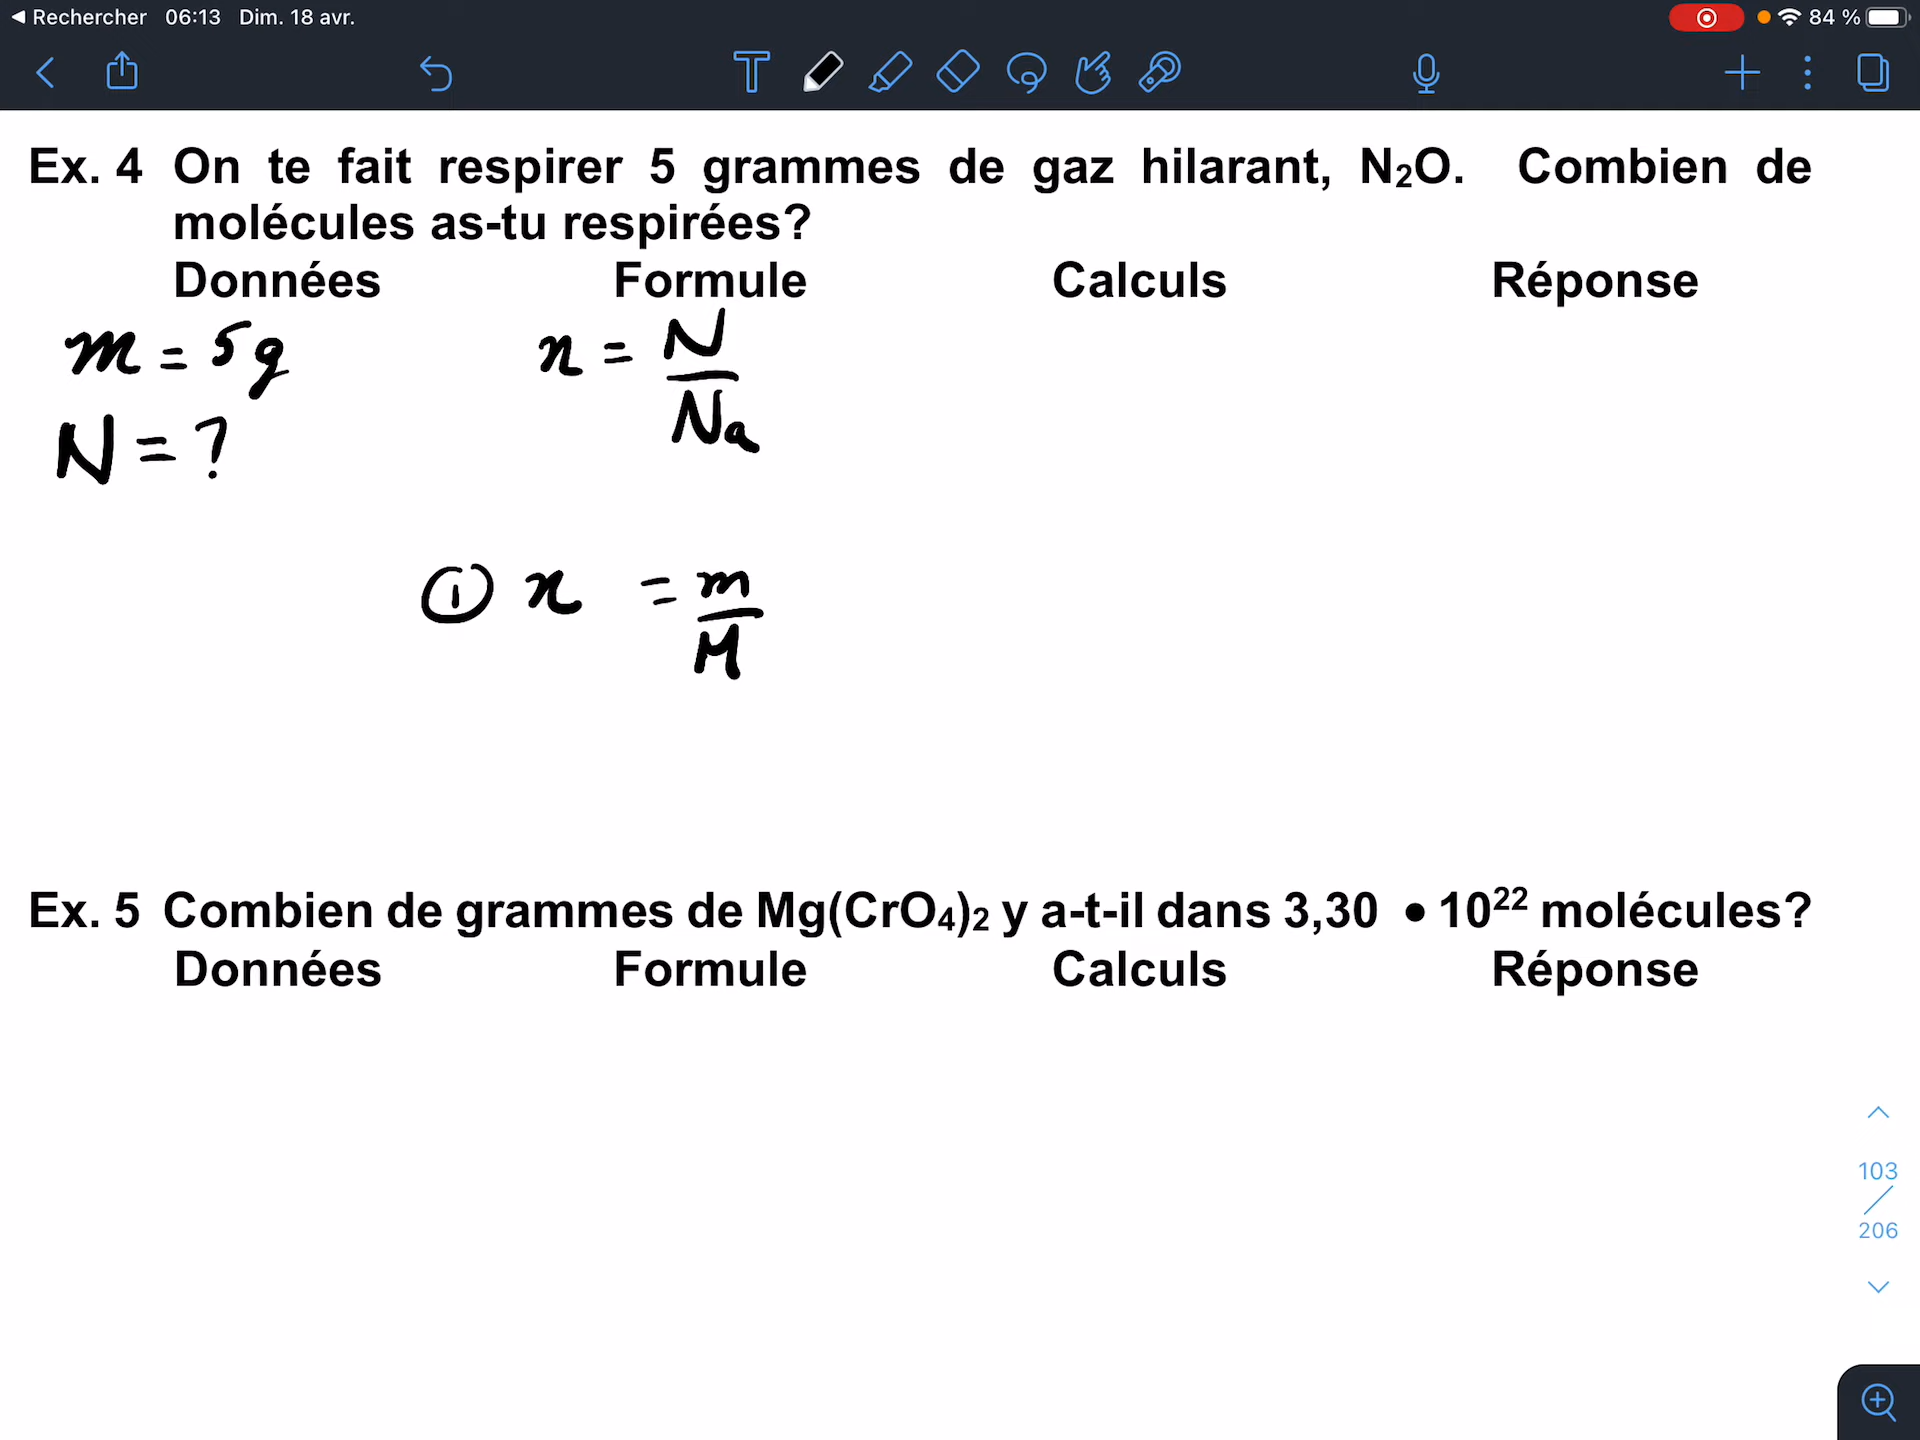 Rechercher 06:13 Dim. 18 avr. 84 %
Ex. 4 On te fait respirer 5 grammes de gaz hilarant, N₂O. Combien de
molécules as-tu respirées?
Données Formule Calculs Réponse
m = 5g n = N/Na
N = ?
① n = m/M
Ex. 5 Combien de grammes de Mg(CrO₄)₂ y a-t-il dans 3,30 • 10²² molécules?
Données Formule Calculs Réponse
103
206